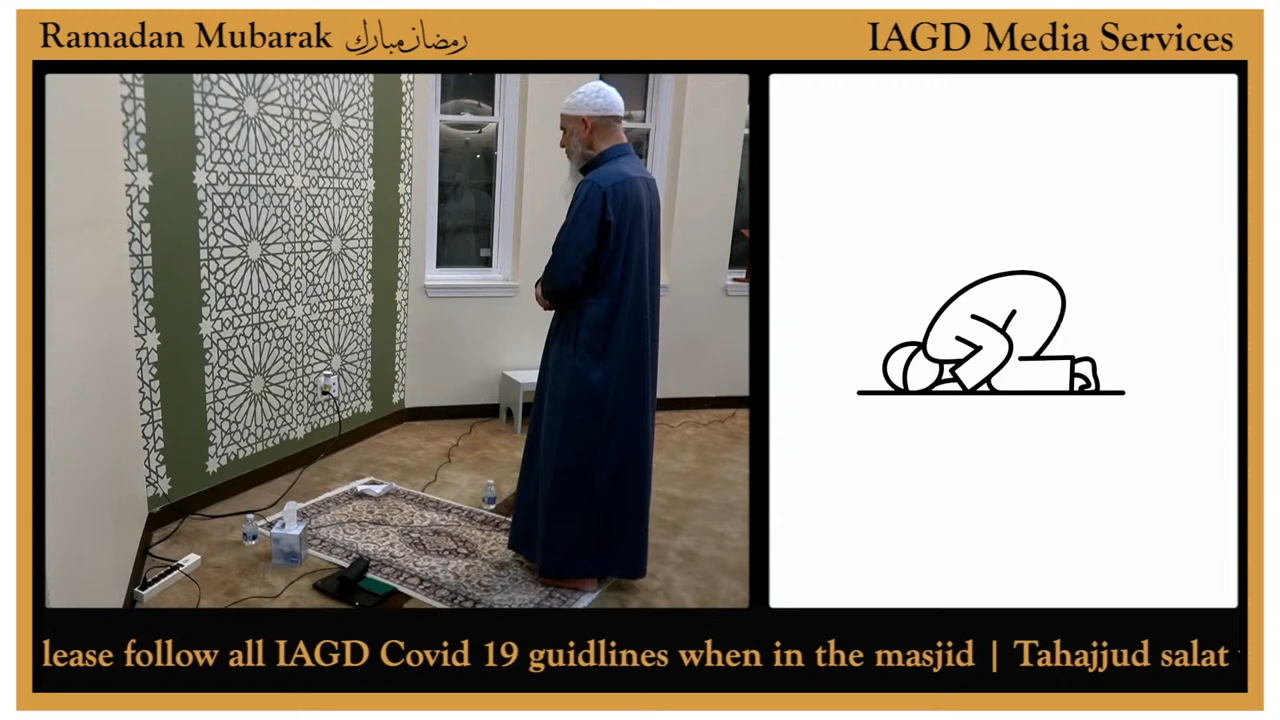 Ramadan Mubarak رمضان مبارك
IAGD Media Services
lease follow all IAGD Covid 19 guidlines when in the masjid | Tahajjud salat